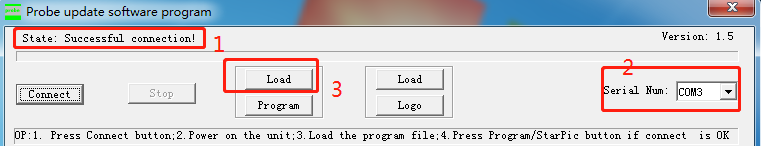 Probe update software program
State: Successful connection!
1
Version: 1.5
2
Load
Load
3
Serial Num: COM3
Connect
Stop
Program
Logo
OP:1. Press Connect button;2.Power on the unit;3.Load the program file;4.Press Program/StarPic button if connect is OK